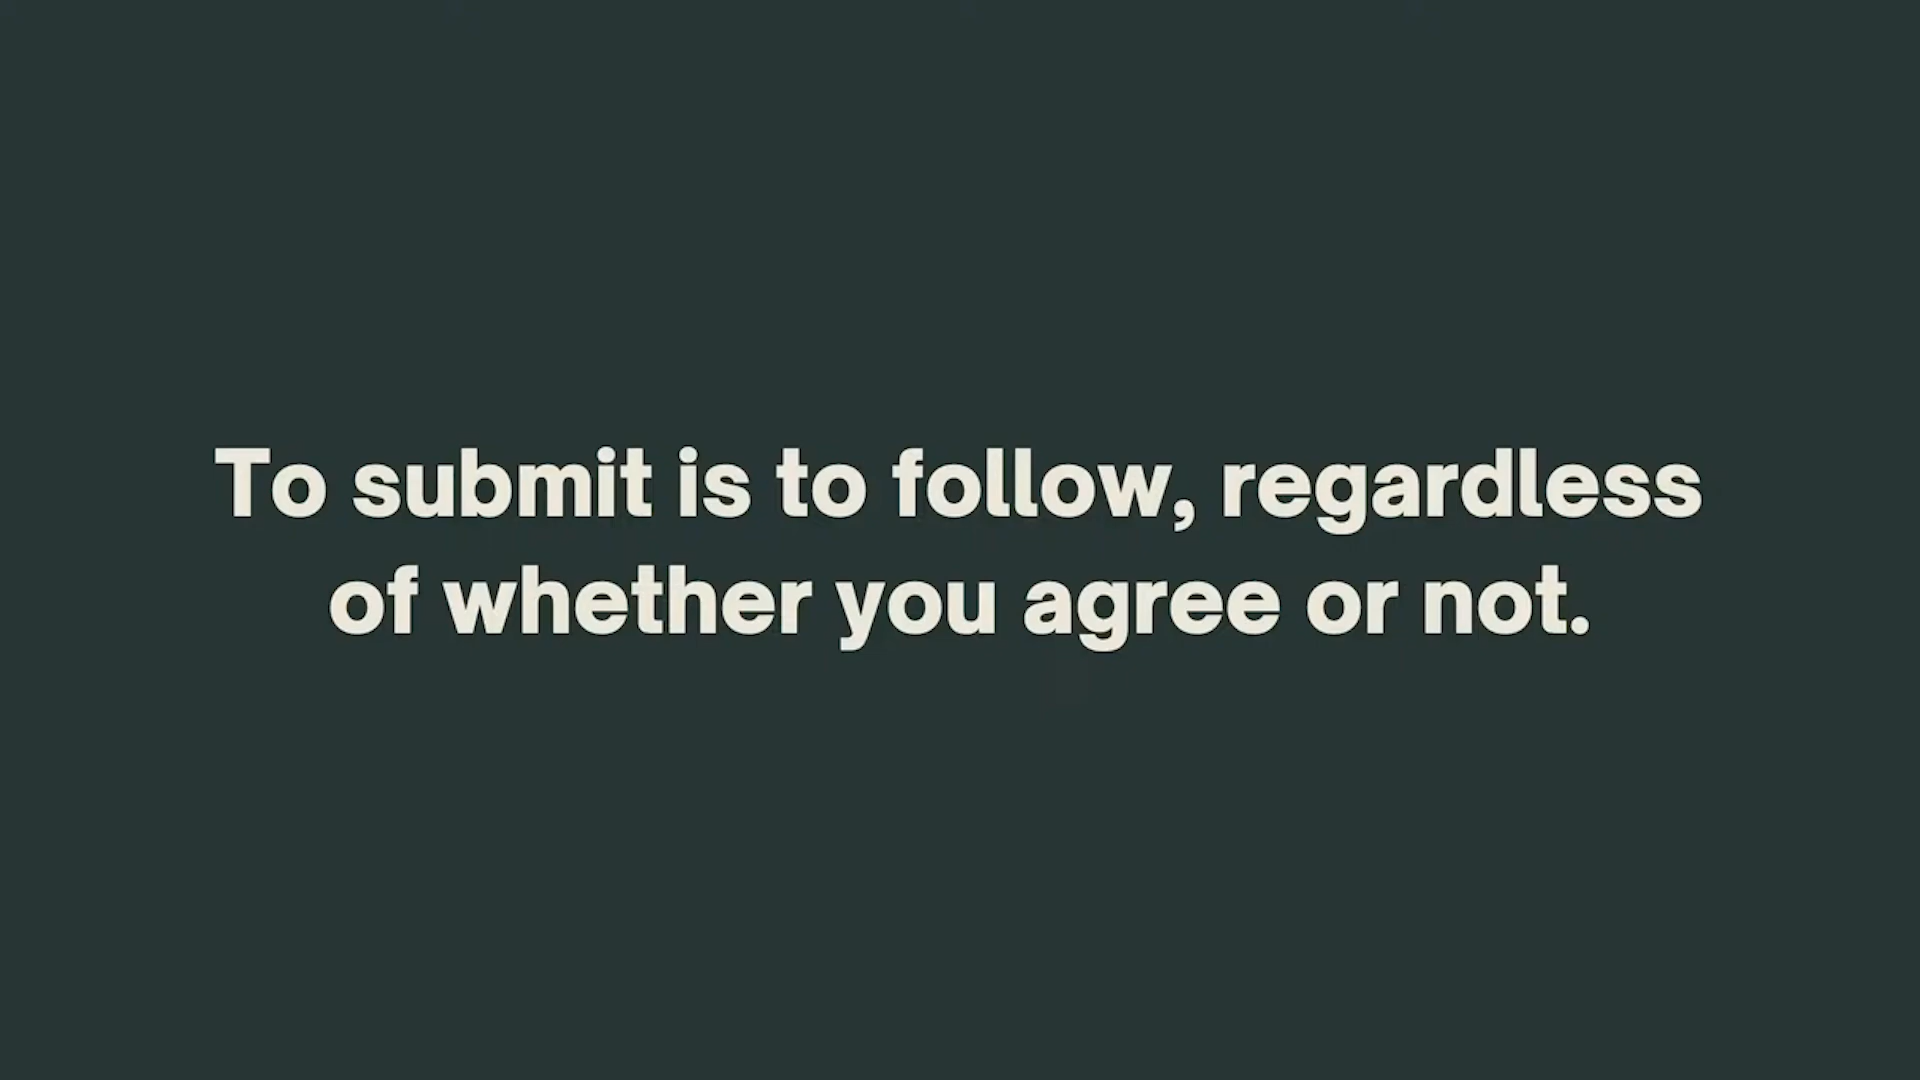 To submit is to follow, regardless
of whether you agree or not.